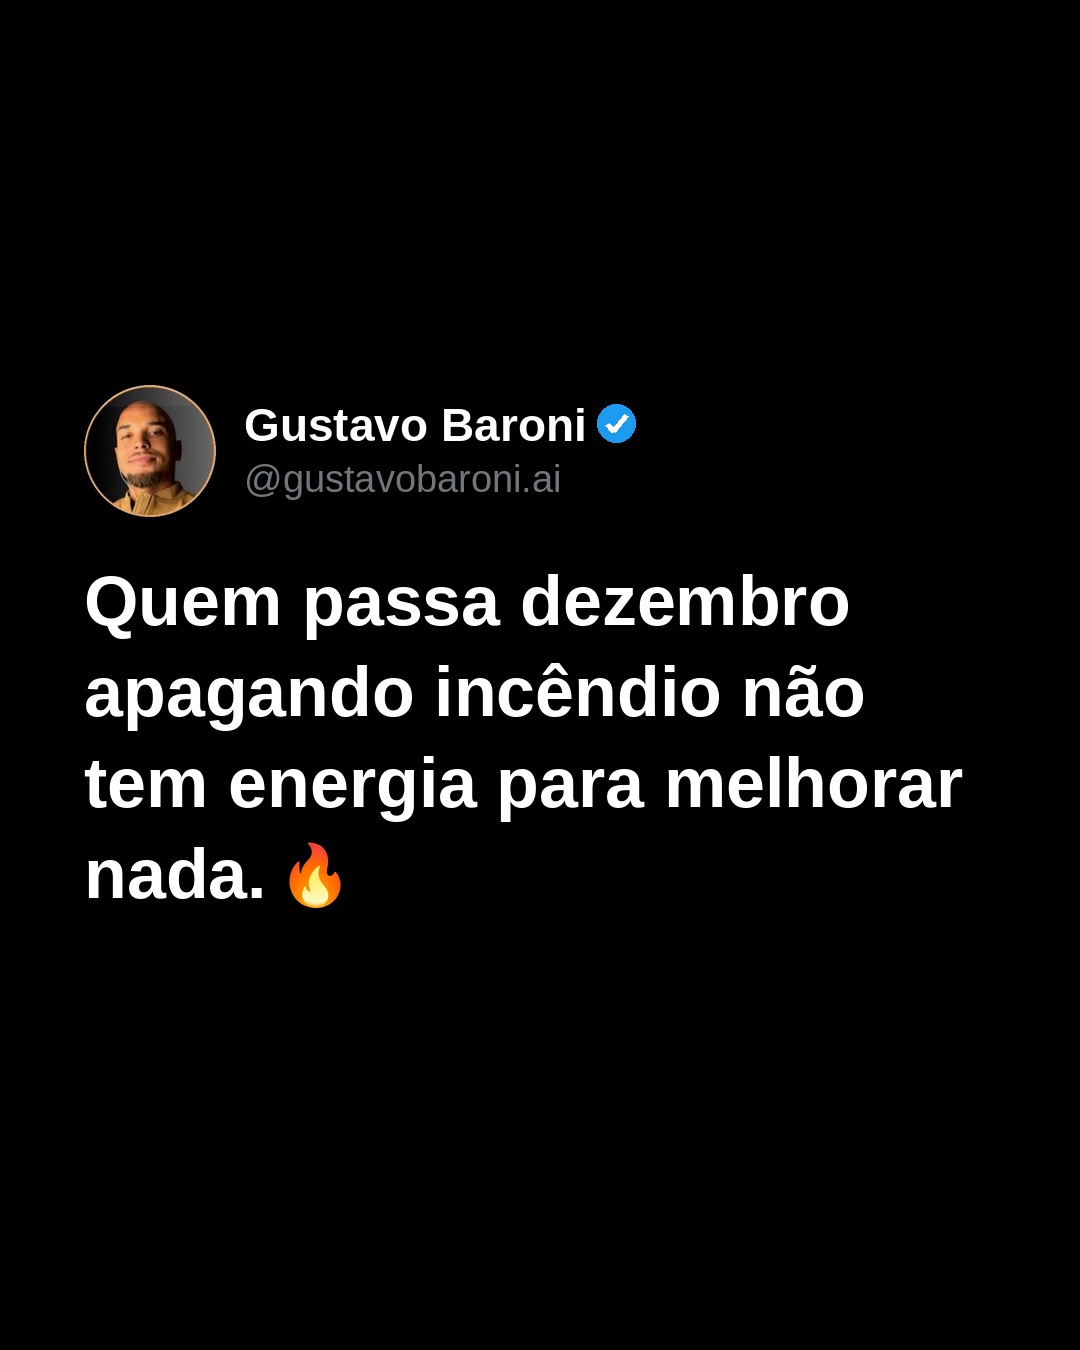 Gustavo Baroni
@gustavobaroni.ai
Quem passa dezembro
apagando incêndio não
tem energia para melhorar
nada. 🔥